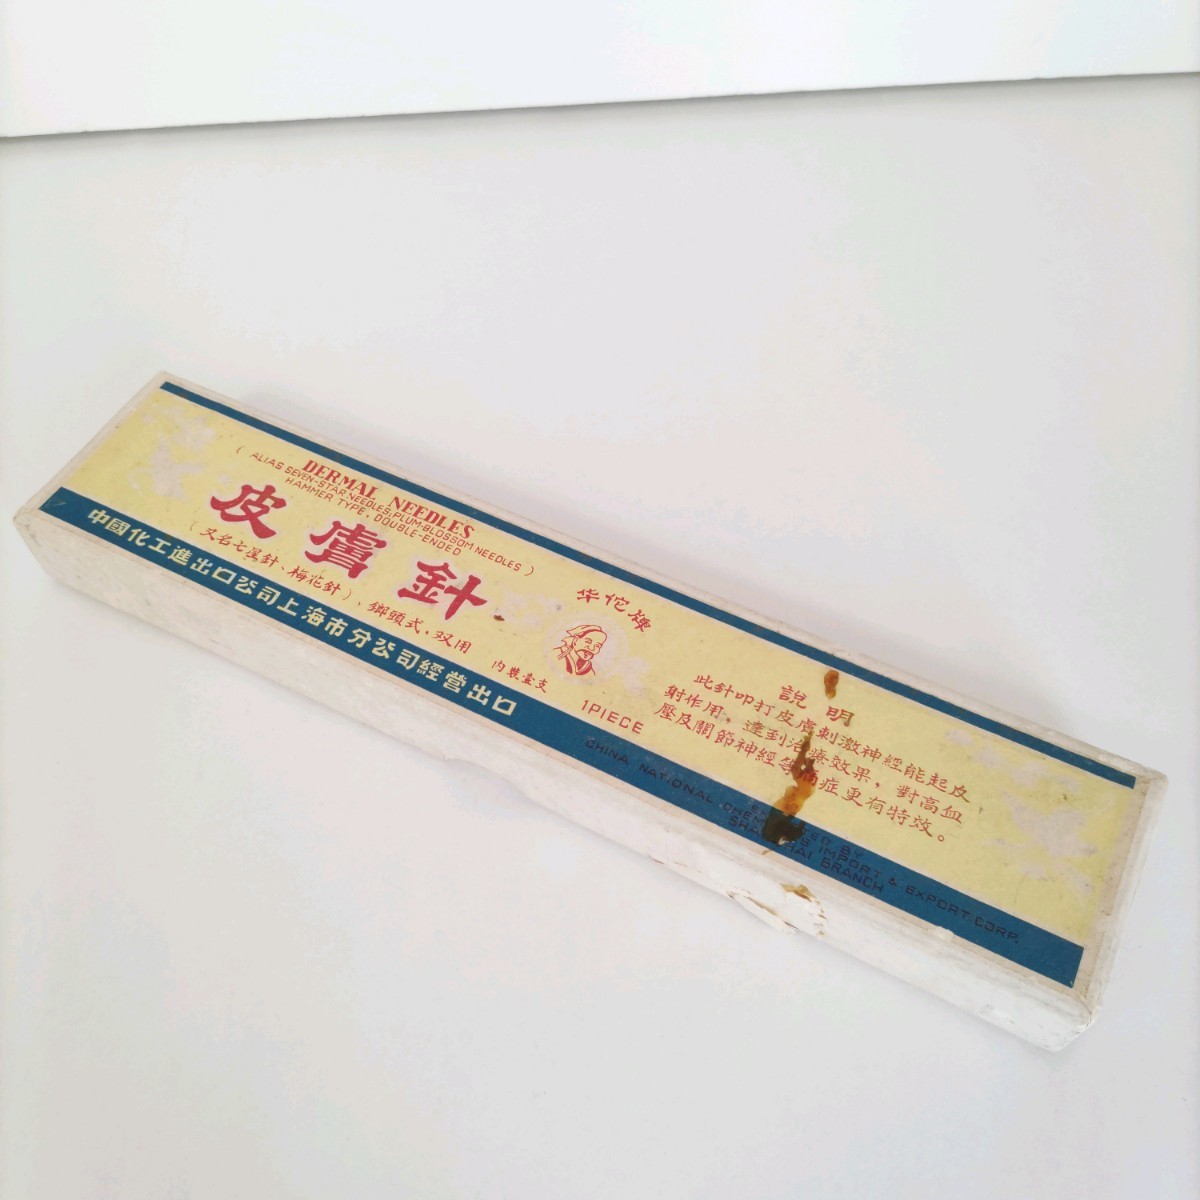 DERMAL NEEDLES
( ALIAS SEVEN-STAR NEEDLES; PLUM-BLOSSOM NEEDLES )
HAMMER TYPE, DOUBLE-ENDED
皮膚針
(又名七星針、梅花針)、鎯頭式,双用
中國化工進出口公司上海市分公司經營出口
华佗牌
内裝壹支
1PIECE
說明
此針叩打皮膚刺激神經能起皮
射作用,達到治療效果,對高血
壓及關節神經等病症更有特效。
BY
CHINA NATIONAL IMPORT & EXPORT CORP.
BRANCH